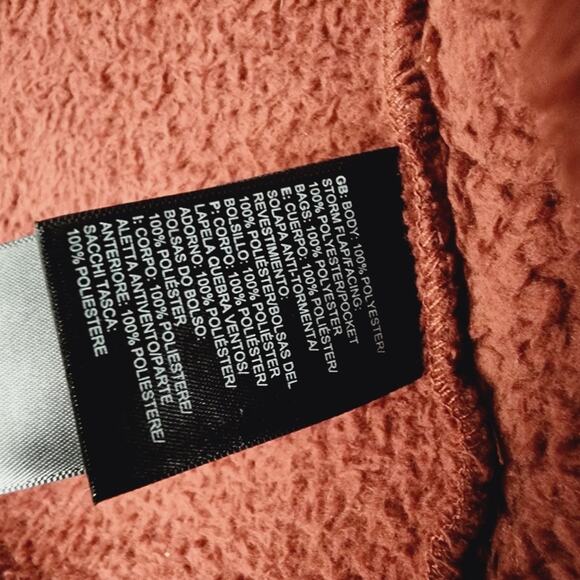 GB: BODY: 100% POLYESTER/
STORM FLAP/FACING:
100% POLYESTER/POCKET
BAGS: 100% POLYESTER
E: CUERPO: 100% POLIÉSTER/
SOLAPA ANTI-TORMENTA/
REVESTIMIENTO:
100% POLIÉSTER/BOLSAS DEL
BOLSILLO: 100% POLIÉSTER
P: CORPO: 100% POLIÉSTER/
LAPELA QUEBRA VENTOS/
ADORNO: 100% POLIÉSTER/
BOLSAS DO BOLSO:
100% POLIÉSTER
I: CORPO: 100% POLIESTERE/
ALETTA ANTIVENTO/PARTE
ANTERIORE: 100% POLIESTERE/
SACCHI TASCA:
100% POLIESTERE